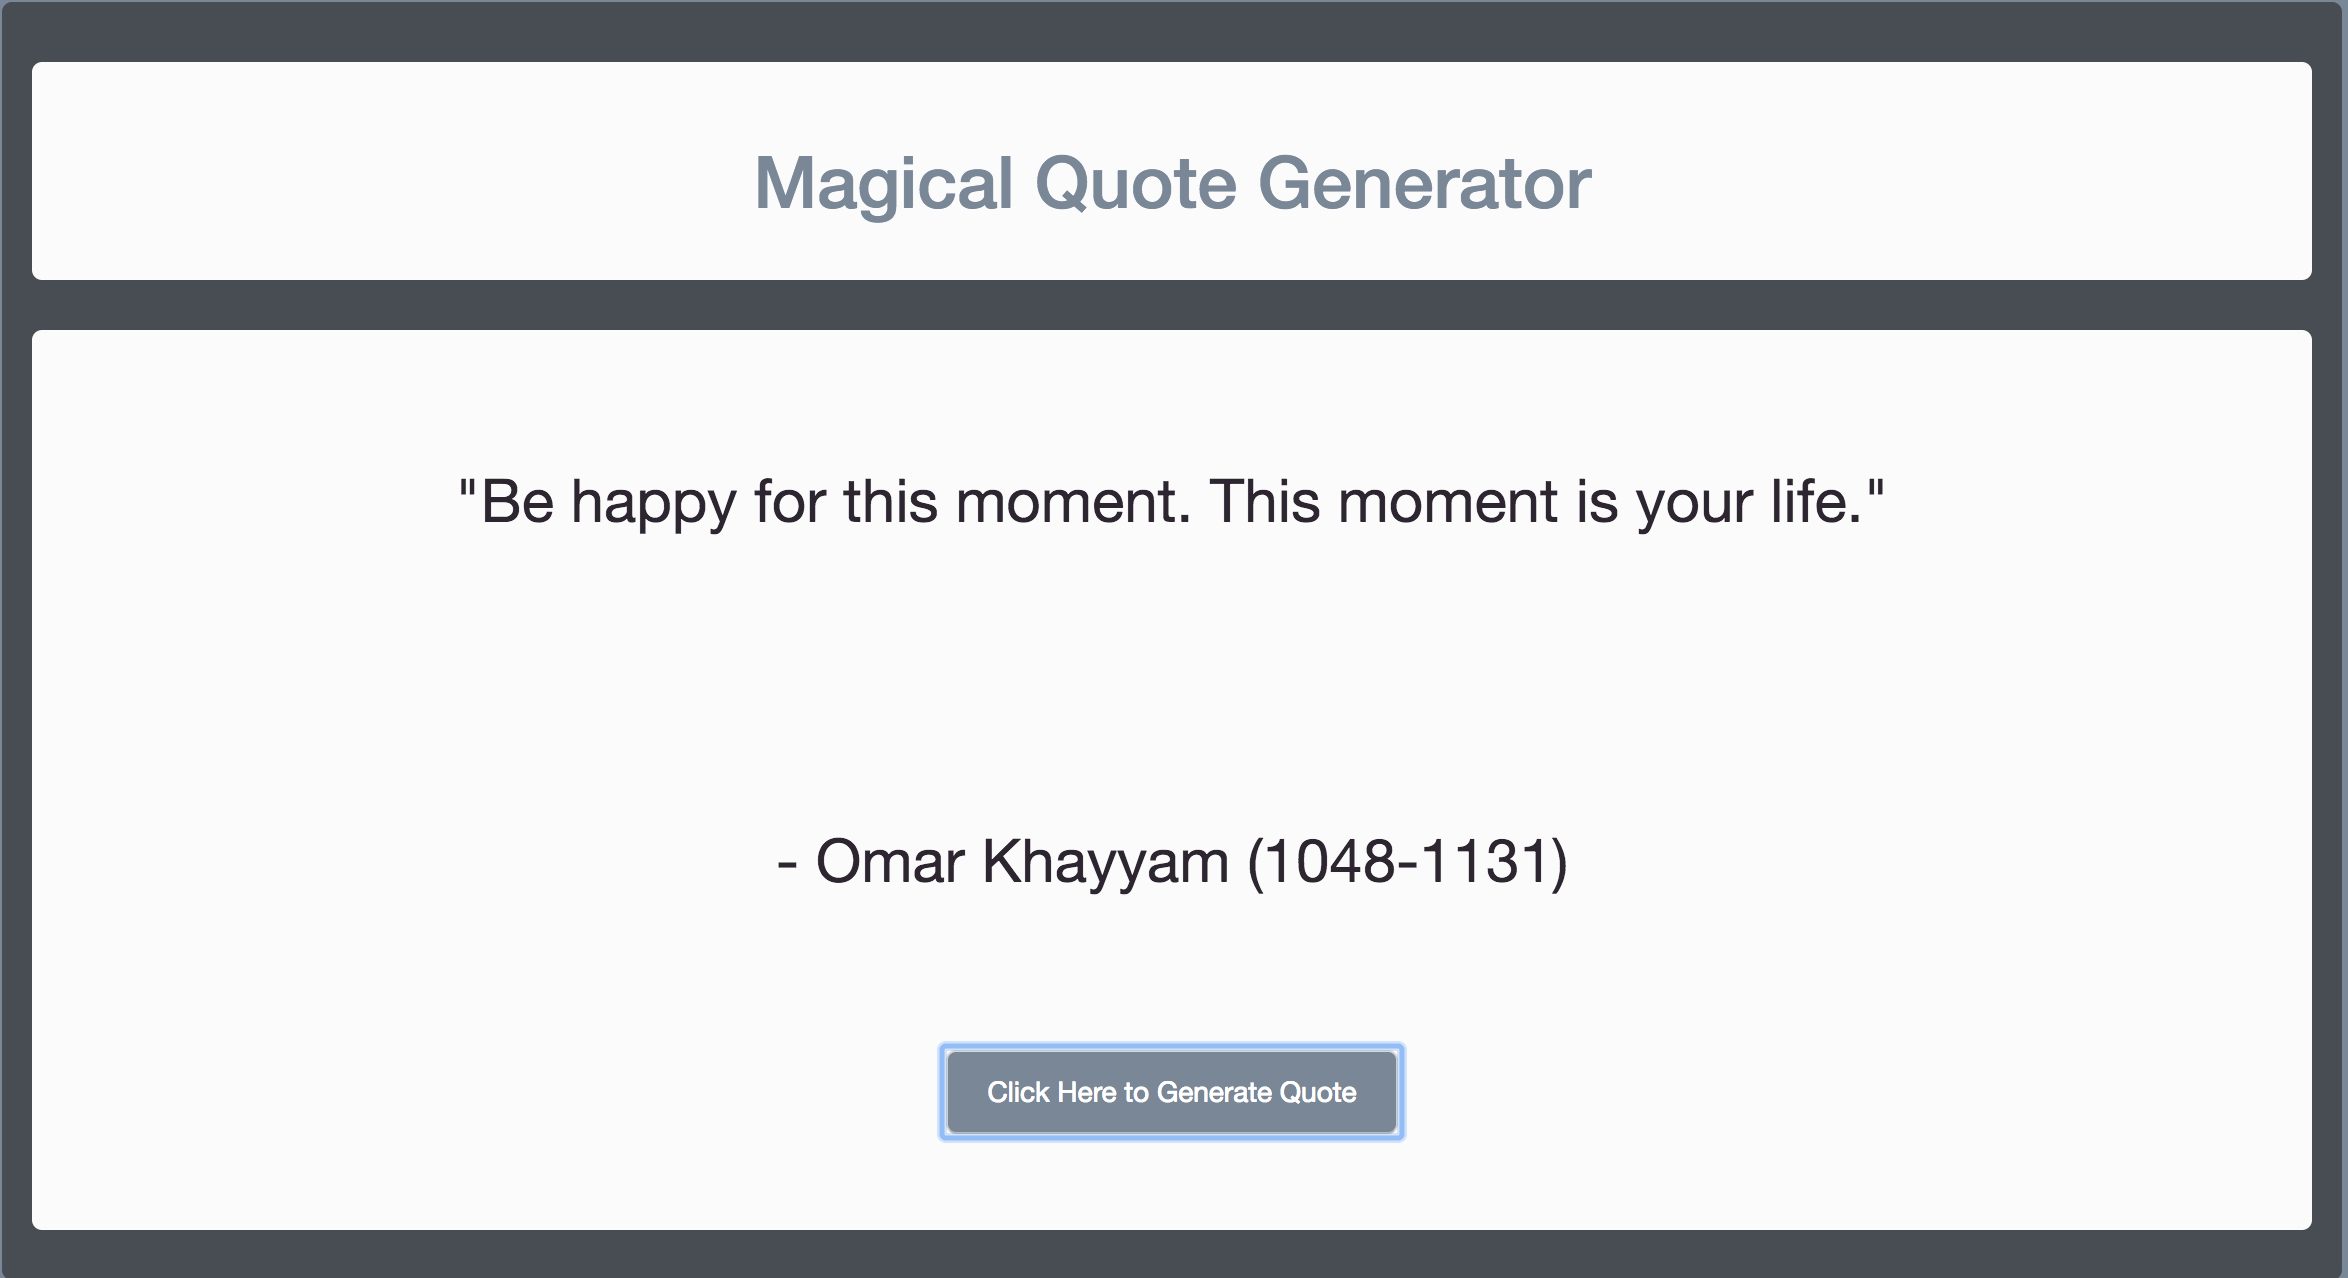 Magical Quote Generator
"Be happy for this moment. This moment is your life."
- Omar Khayyam (1048-1131)
Click Here to Generate Quote